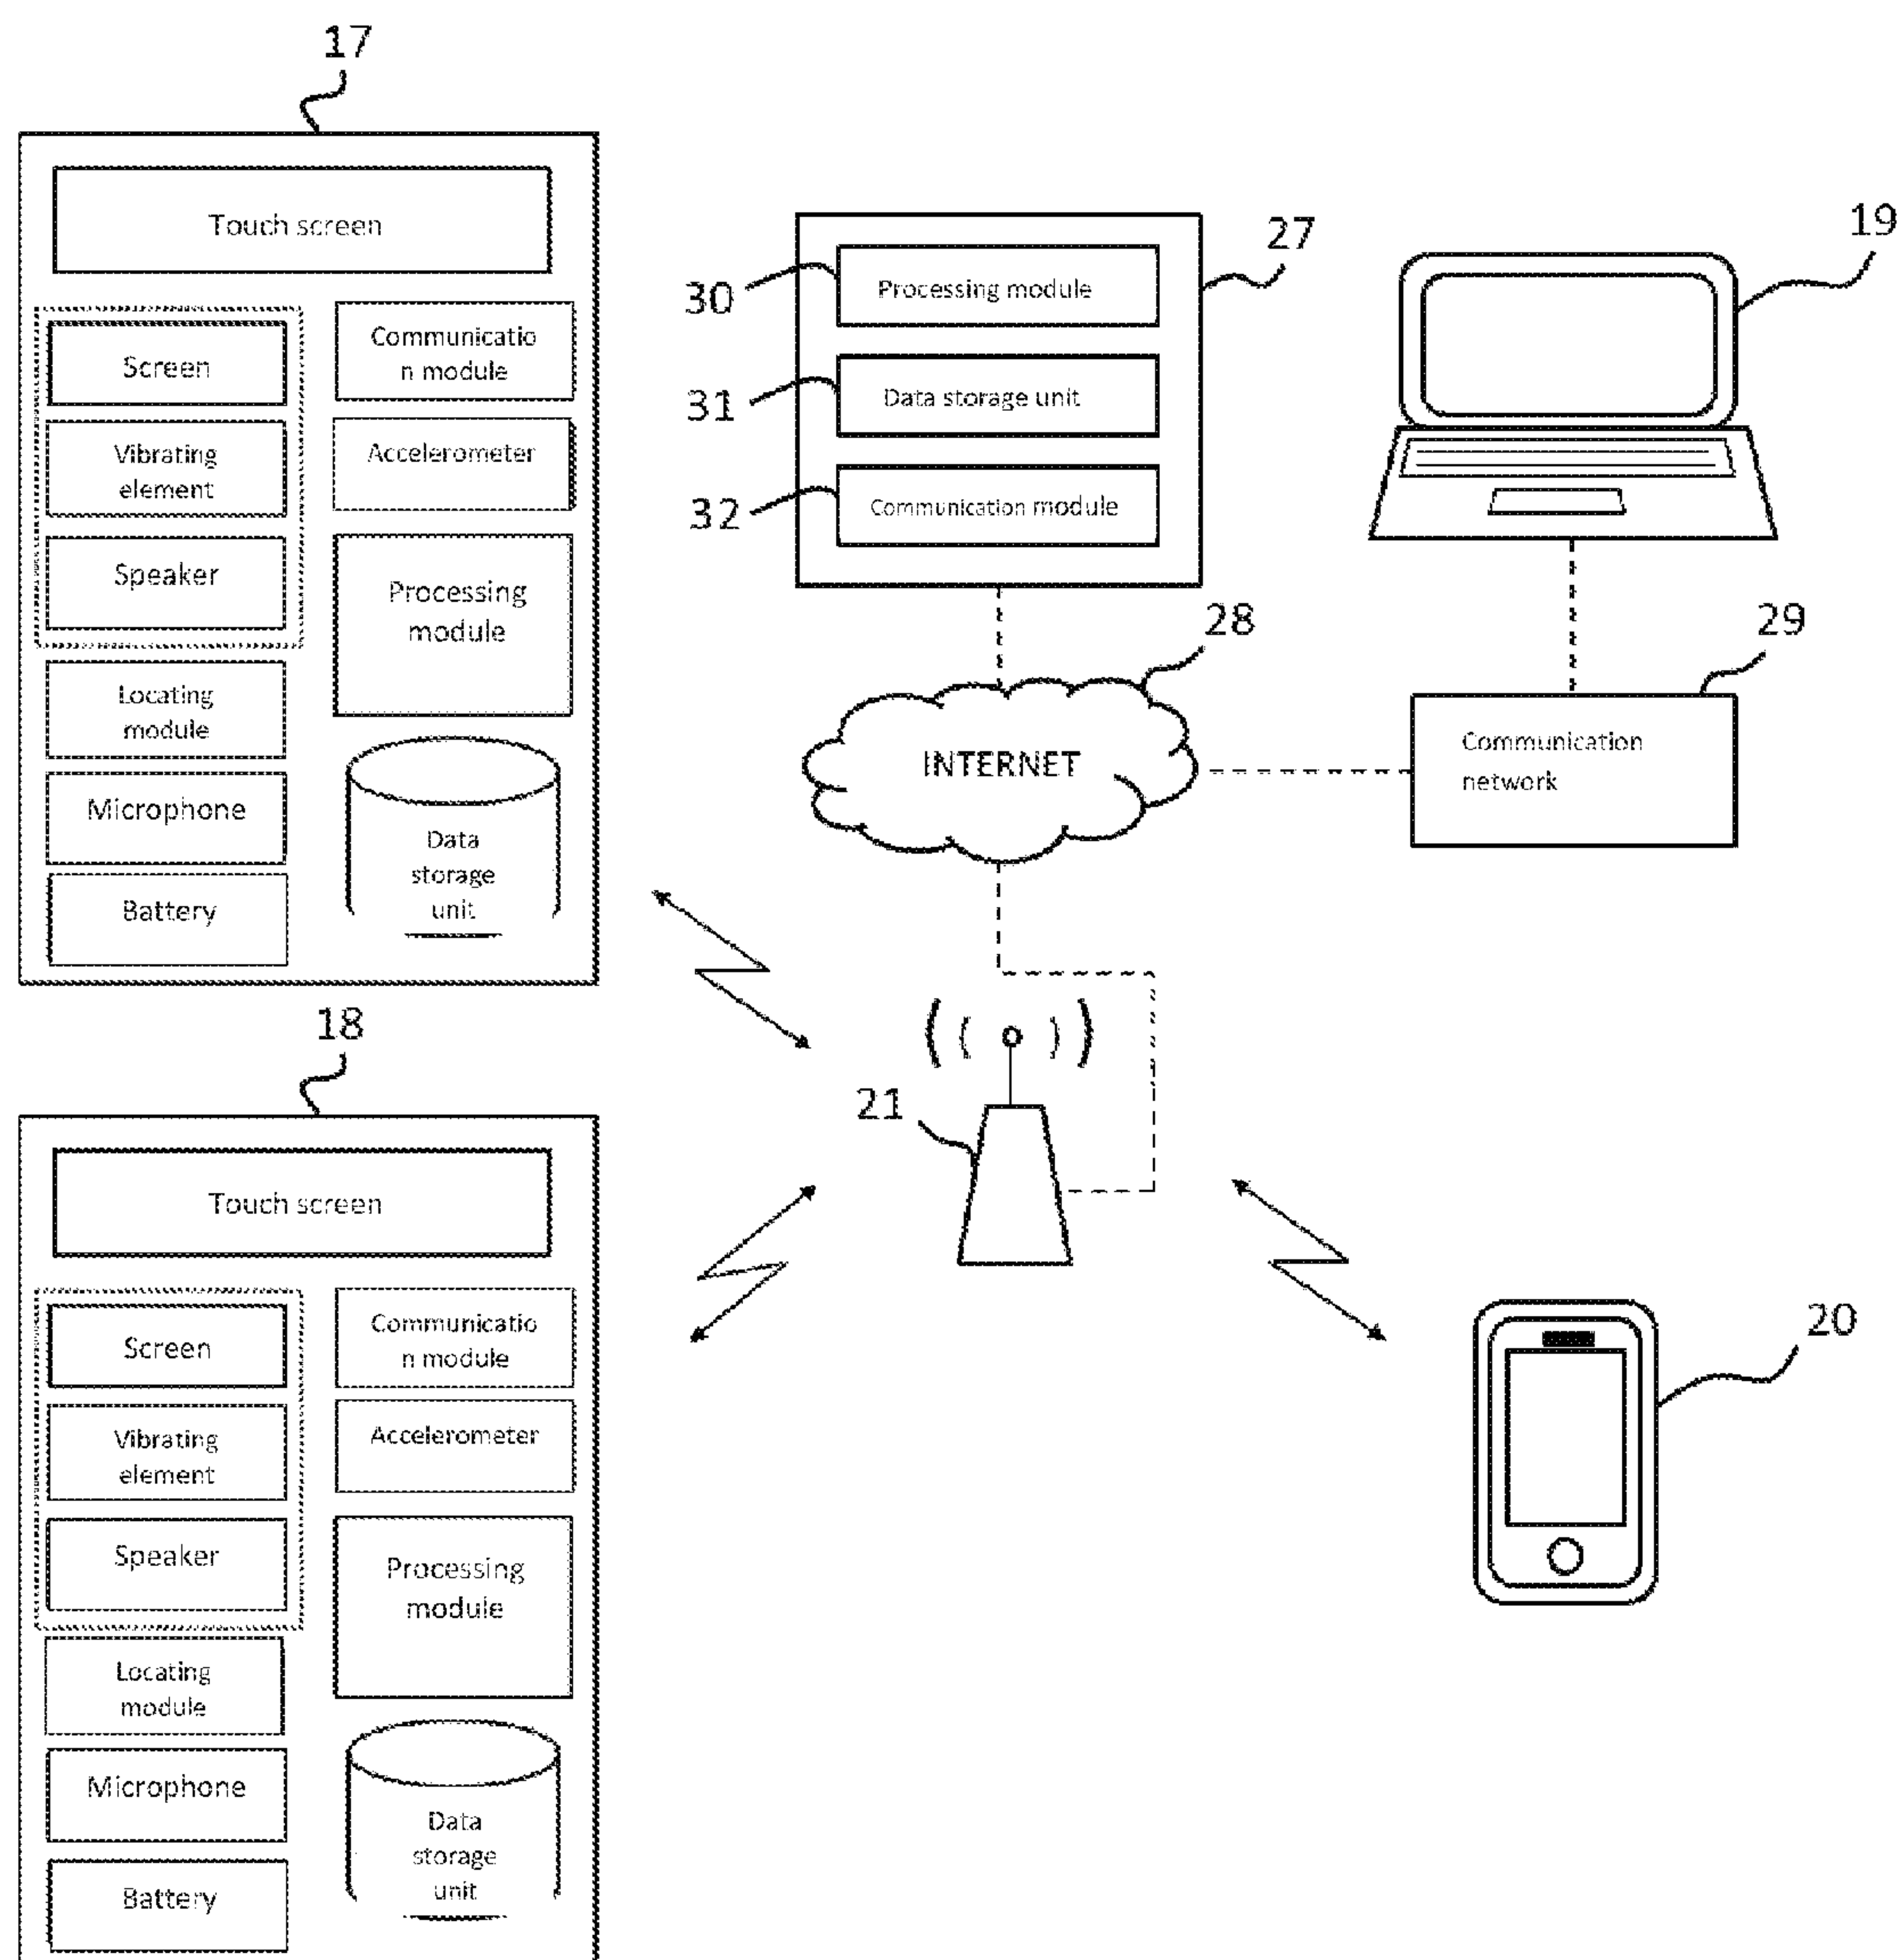 17
Touch screen
Screen
Vibrating
element
Speaker
Locating
module
Microphone
Battery
Communicatio
n module
Accelerometer
Processing
module
Data
storage
unit
27
30
Processing module
31
Data storage unit
32
Communication module
19
28
INTERNET
29
Communication
network
21
20
18
Touch screen
Screen
Vibrating
element
Speaker
Locating
module
Microphone
Battery
Communicatio
n module
Accelerometer
Processing
module
Data
storage
unit